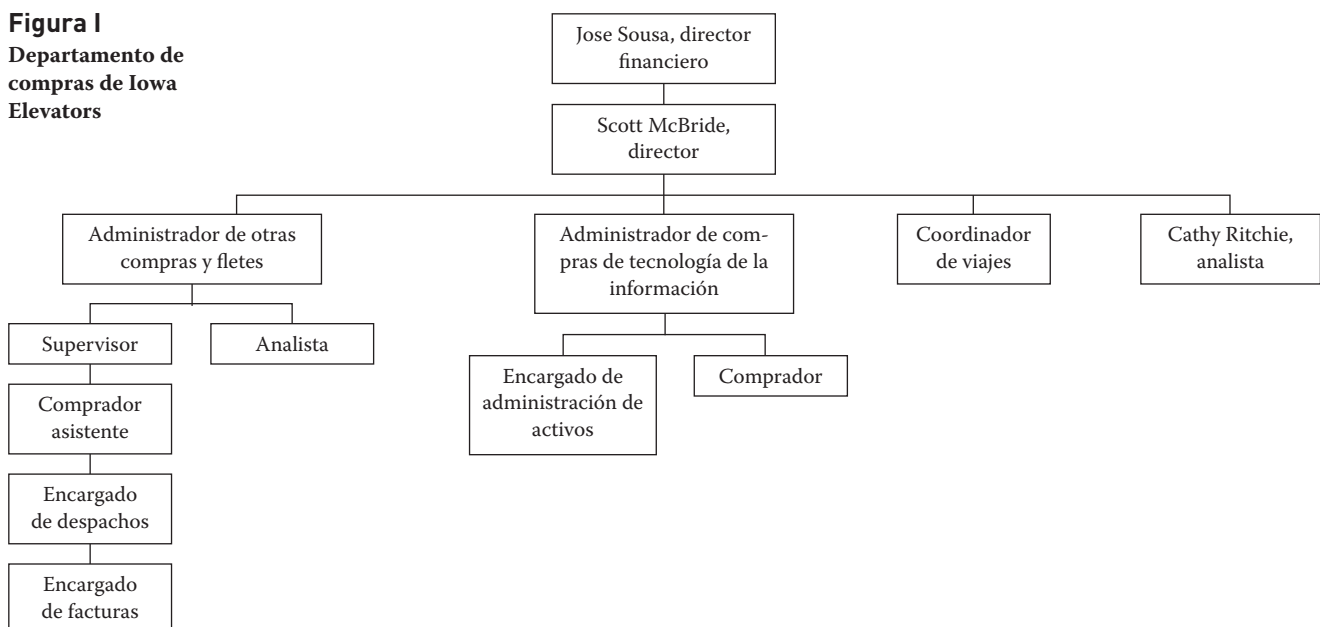 Figura I
Departamento de
compras de Iowa
Elevators
Jose Sousa, director
financiero
Scott McBride,
director
Administrador de otras
compras y fletes
Administrador de com-
pras de tecnología de la
información
Coordinador
de viajes
Cathy Ritchie,
analista
Supervisor
Analista
Encargado de
administración de
activos
Comprador
Comprador
asistente
Encargado
de despachos
Encargado
de facturas